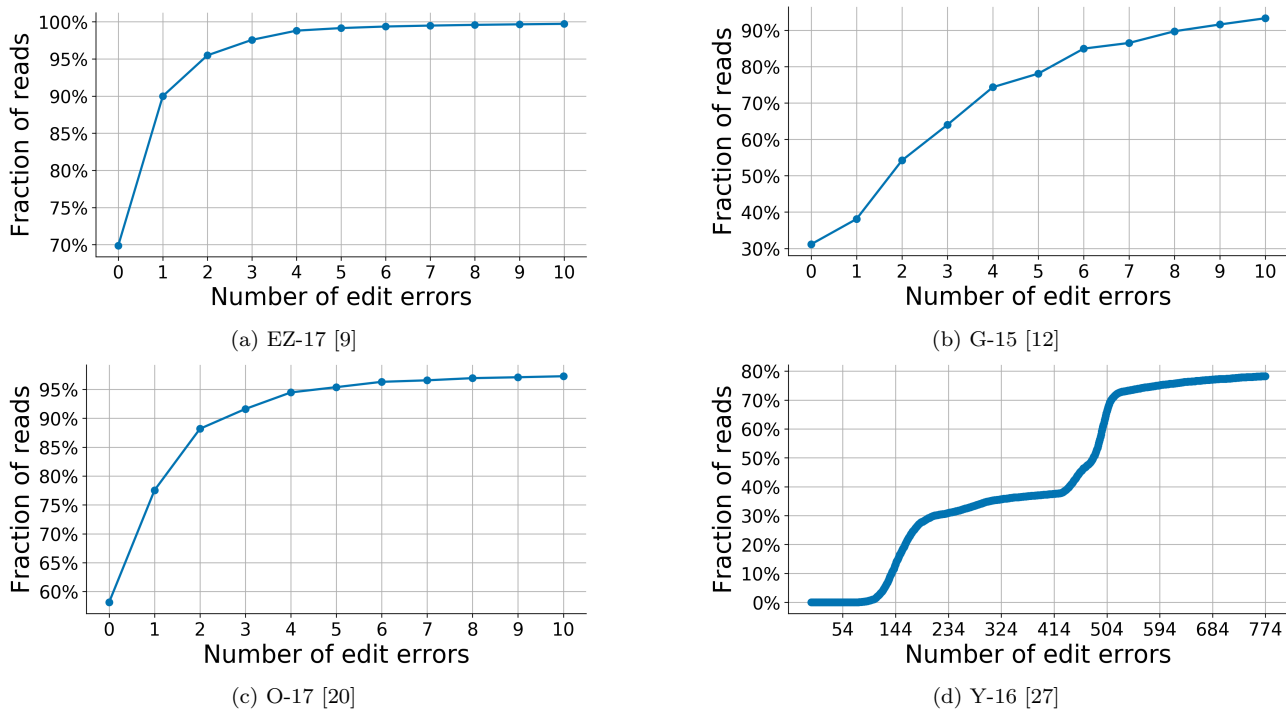 100%
95%
90%
85%
80%
75%
70%
Fraction of reads
0 1 2 3 4 5 6 7 8 9 10
Number of edit errors
(a) EZ-17 [9]
90%
80%
70%
60%
50%
40%
30%
Fraction of reads
0 1 2 3 4 5 6 7 8 9 10
Number of edit errors
(b) G-15 [12]
95%
90%
85%
80%
75%
70%
65%
60%
Fraction of reads
0 1 2 3 4 5 6 7 8 9 10
Number of edit errors
(c) O-17 [20]
80%
70%
60%
50%
40%
30%
20%
10%
0%
Fraction of reads
54 144 234 324 414 504 594 684 774
Number of edit errors
(d) Y-16 [27]